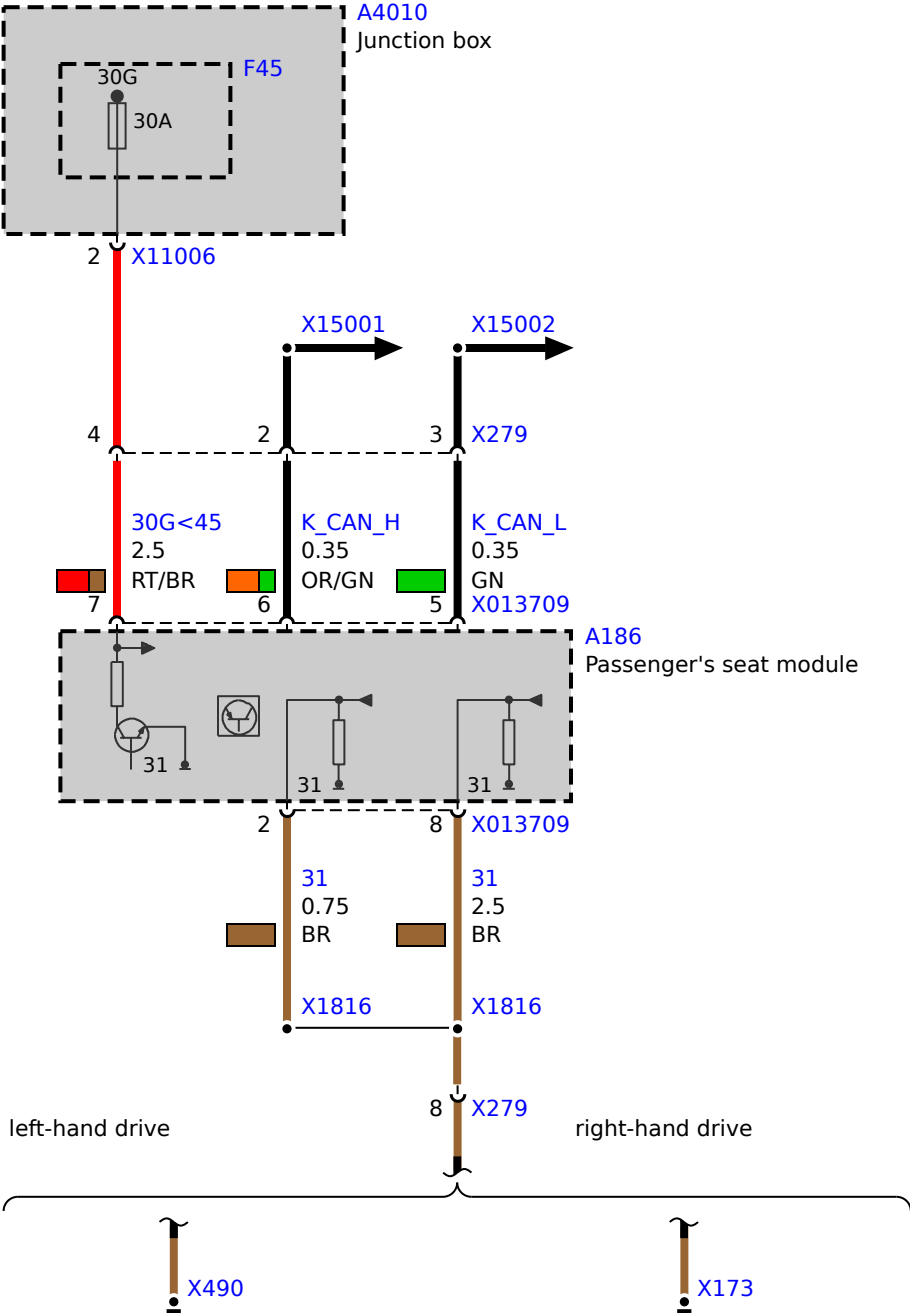 A4010
Junction box
F45
30G
30A
2 X11006
X15001 X15002
4 2 3 X279
30G<45 K_CAN_H K_CAN_L
2.5 0.35 0.35
RT/BR OR/GN GN
7 6 5 X013709
A186
Passenger's seat module
31
31 31
2 8 X013709
31 31
0.75 2.5
BR BR
X1816 X1816
8 X279
left-hand drive right-hand drive
X490 X173